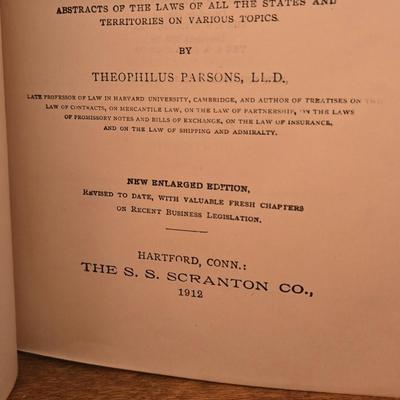 ABSTRACTS OF THE LAWS OF ALL THE STATES AND
TERRITORIES ON VARIOUS TOPICS.
BY
THEOPHILUS PARSONS, LL.D.,
LATE PROFESSOR OF LAW IN HARVARD UNIVERSITY, CAMBRIDGE, AND AUTHOR OF TREATISES ON THE
LAW OF CONTRACTS, ON MERCANTILE LAW, ON THE LAW OF PARTNERSHIP, ON THE LAWS
OF PROMISSORY NOTES AND BILLS OF EXCHANGE, ON THE LAW OF INSURANCE,
AND ON THE LAW OF SHIPPING AND ADMIRALTY.
NEW ENLARGED EDITION,
REVISED TO DATE, WITH VALUABLE FRESH CHAPTERS
ON RECENT BUSINESS LEGISLATION.
HARTFORD, CONN.:
THE S. S. SCRANTON CO.,
1912